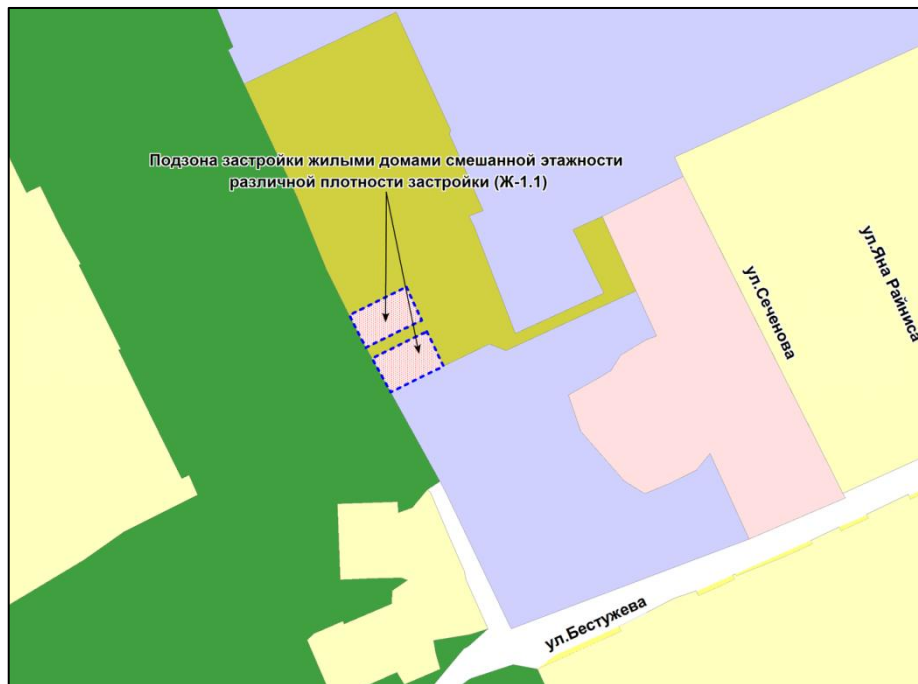 Подзона застройки жилыми домами смешанной этажности
различной плотности застройки (Ж-1.1)
ул.Сеченова
ул.Яна Райниса
ул.Бестужева